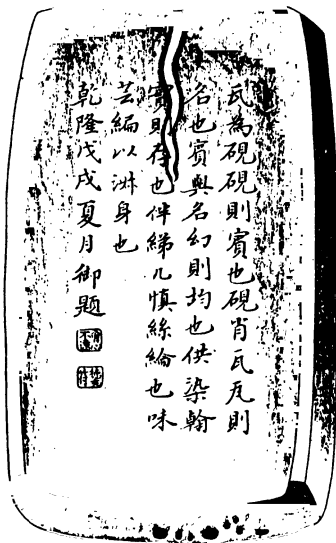 瓦為硯硯則賓也硯肖瓦瓦則
名也賓與名幻則均也供染翰
實則存也伴綈几慎絲綸也味
芸編以淋身也
乾隆戊戌夏月御題